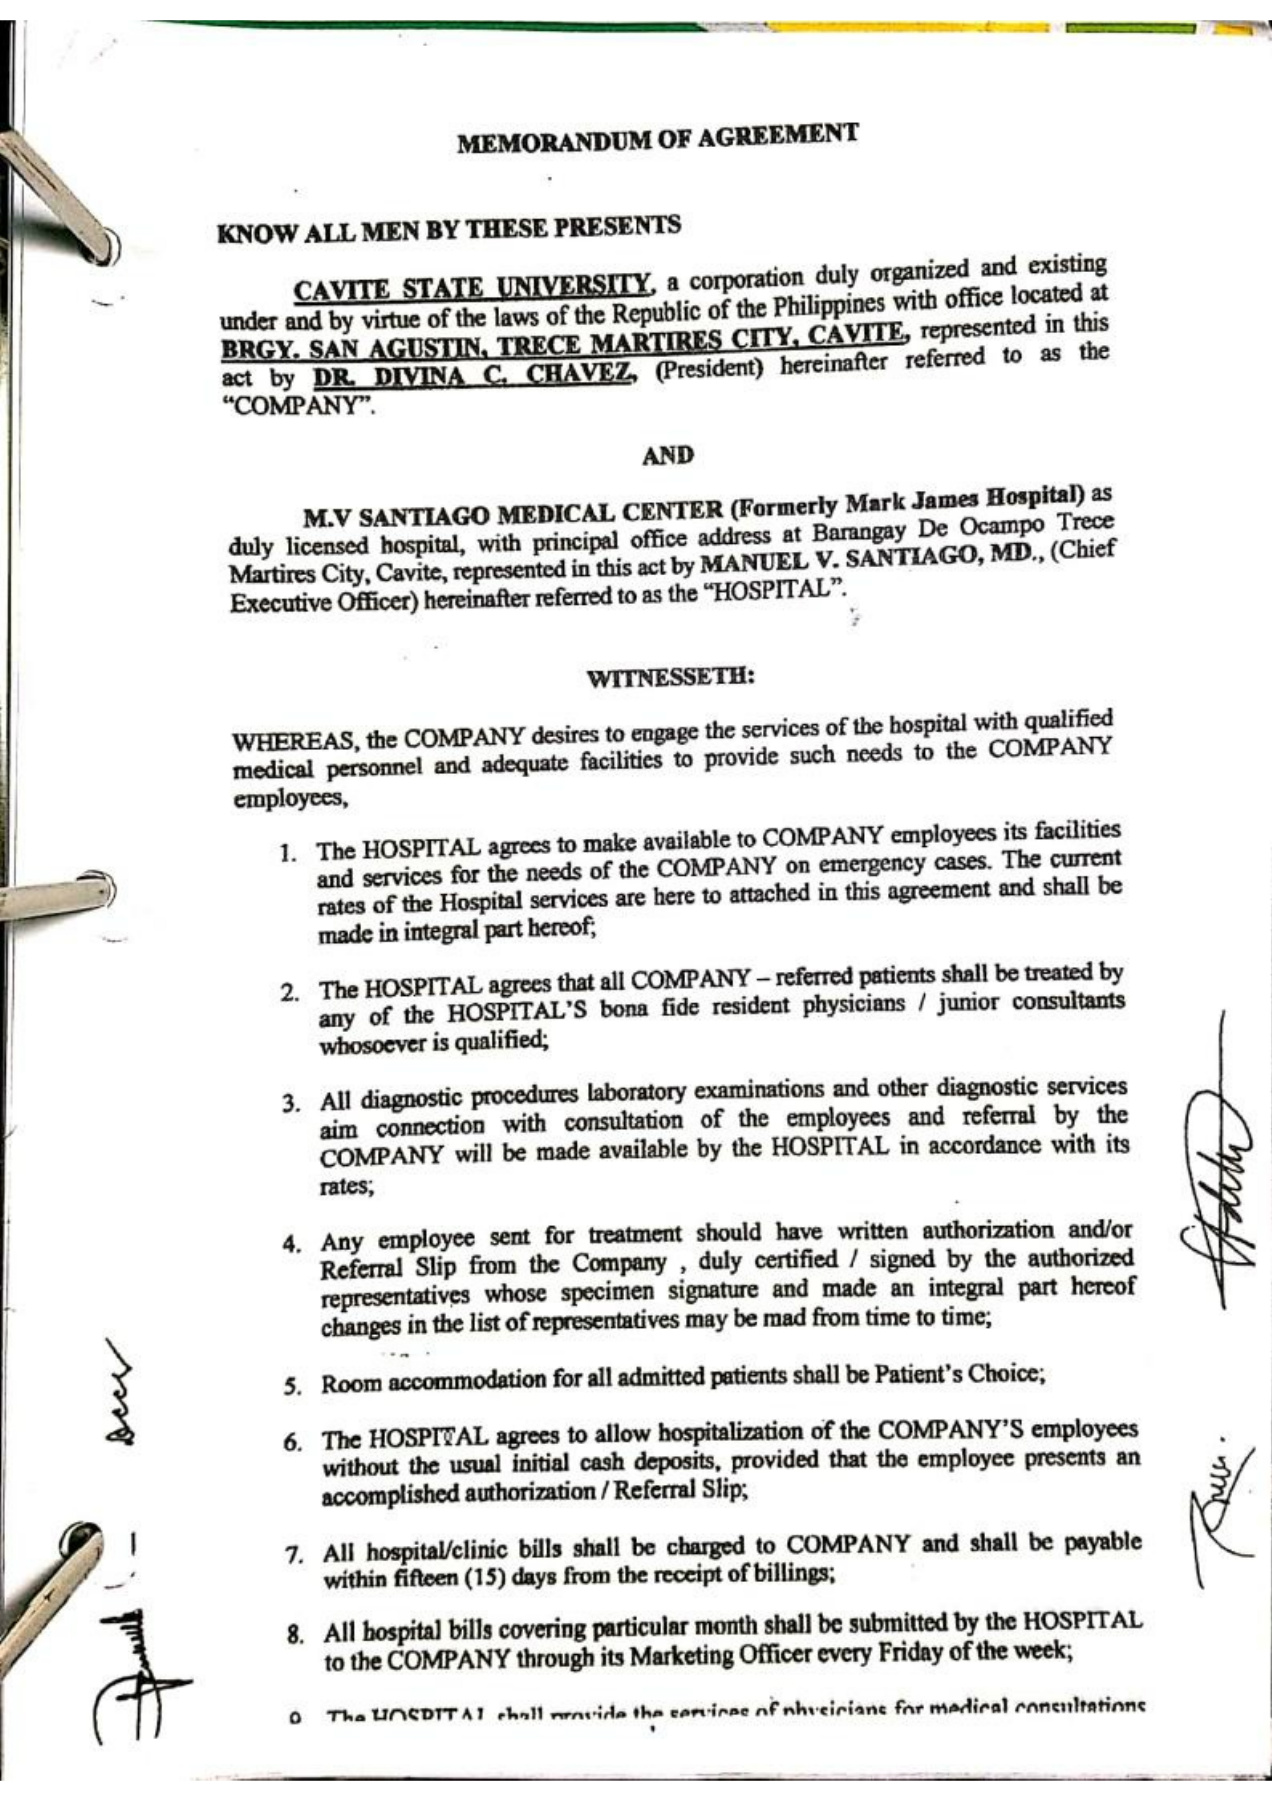 MEMORANDUM OF AGREEMENT
KNOW ALL MEN BY THESE PRESENTS
CAVITE STATE UNIVERSITY, a corporation duly organized and existing
under and by virtue of the laws of the Republic of the Philippines with office located at
BRGY. SAN AGUSTIN, TRECE MARTIRES CITY, CAVITE, represented in this
act by DR. DIVINA C. CHAVEZ, (President) hereinafter referred to as the
“COMPANY”.
AND
M.V SANTIAGO MEDICAL CENTER (Formerly Mark James Hospital) as
duly licensed hospital, with principal office address at Barangay De Ocampo Trece
Martires City, Cavite, represented in this act by MANUEL V. SANTIAGO, MD., (Chief
Executive Officer) hereinafter referred to as the “HOSPITAL”.
WITNESSETH:
WHEREAS, the COMPANY desires to engage the services of the hospital with qualified
medical personnel and adequate facilities to provide such needs to the COMPANY
employees,
1. The HOSPITAL agrees to make available to COMPANY employees its facilities
and services for the needs of the COMPANY on emergency cases. The current
rates of the Hospital services are here to attached in this agreement and shall be
made in integral part hereof;
2. The HOSPITAL agrees that all COMPANY – referred patients shall be treated by
any of the HOSPITAL’S bona fide resident physicians / junior consultants
whosoever is qualified;
3. All diagnostic procedures laboratory examinations and other diagnostic services
aim connection with consultation of the employees and referral by the
COMPANY will be made available by the HOSPITAL in accordance with its
rates;
4. Any employee sent for treatment should have written authorization and/or
Referral Slip from the Company , duly certified / signed by the authorized
representatives whose specimen signature and made an integral part hereof
changes in the list of representatives may be mad from time to time;
5. Room accommodation for all admitted patients shall be Patient’s Choice;
6. The HOSPITAL agrees to allow hospitalization of the COMPANY’S employees
without the usual initial cash deposits, provided that the employee presents an
accomplished authorization / Referral Slip;
7. All hospital/clinic bills shall be charged to COMPANY and shall be payable
within fifteen (15) days from the receipt of billings;
8. All hospital bills covering particular month shall be submitted by the HOSPITAL
to the COMPANY through its Marketing Officer every Friday of the week;
9 The HOSPITAL shall provide the services of physicians for medical consultations